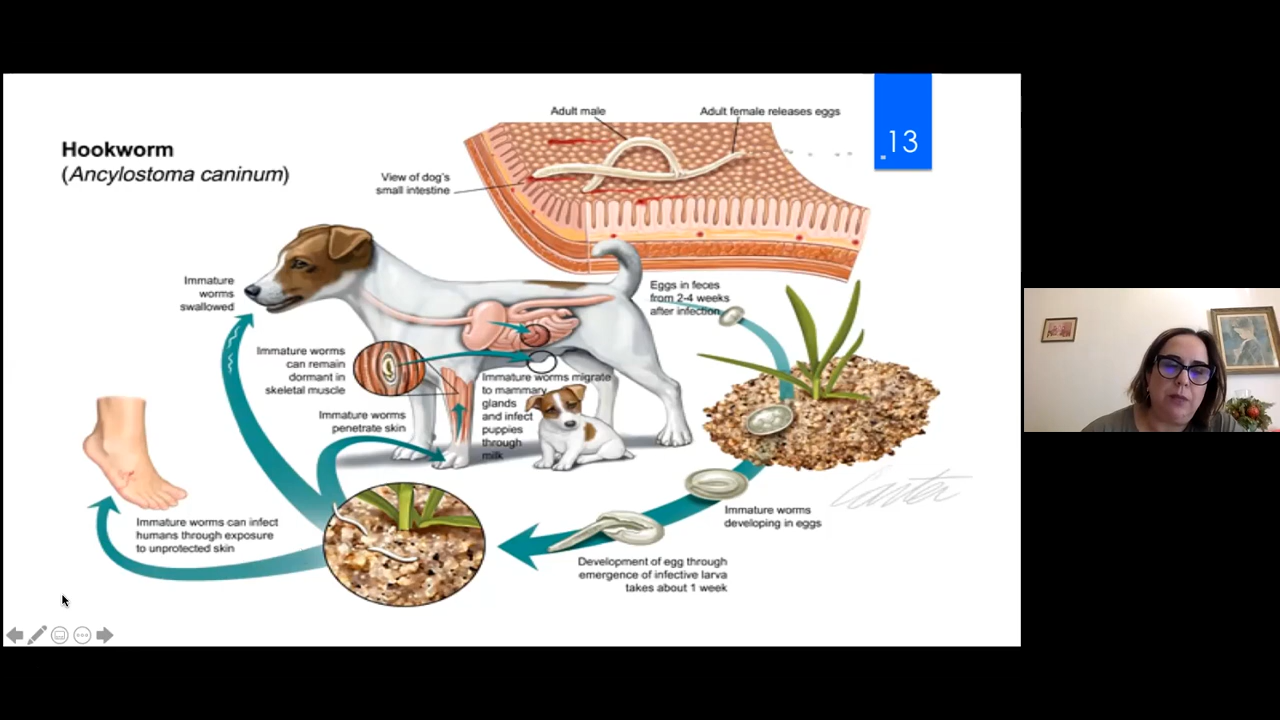 Adult male
Adult female releases eggs
13
Hookworm
(Ancylostoma caninum)
View of dog's
small intestine
Immature
worms
swallowed
Eggs in feces
from 2-4 weeks
after infection
Immature worms
can remain
dormant in
skeletal muscle
Immature worms migrate
to mammary
glands
and infect
puppies
through
milk
Immature worms
penetrate skin
Immature worms can infect
humans through exposure
to unprotected skin
Immature worms
developing in eggs
Development of egg through
emergence of infective larva
takes about 1 week